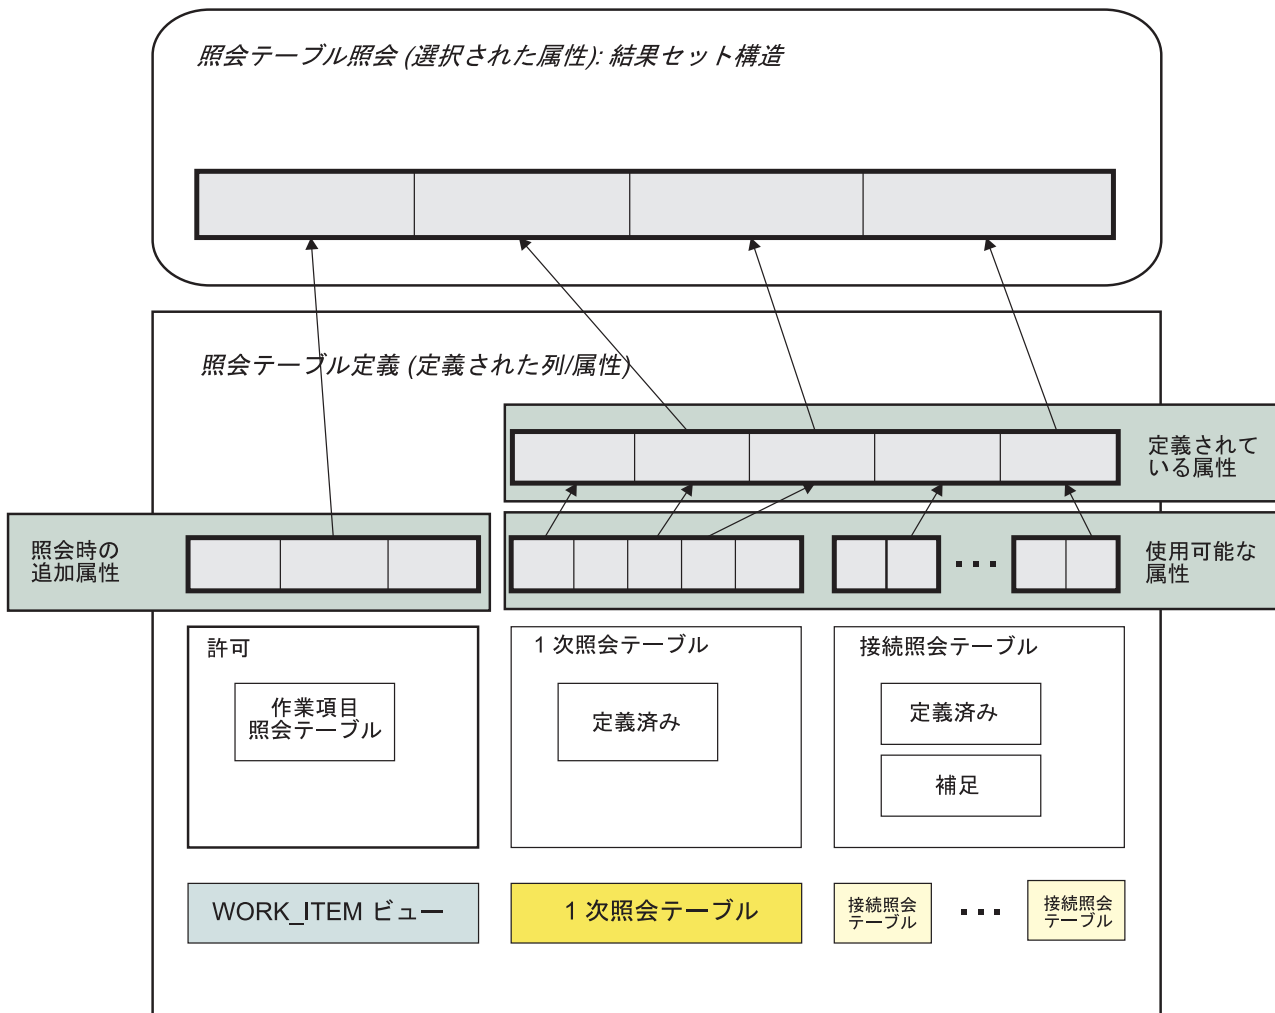 照会テーブル照会 (選択された属性): 結果セット構造
照会テーブル定義 (定義された列/属性)
定義されて
いる属性
照会時の
追加属性
使用可能な
属性
許可
作業項目
照会テーブル
1 次照会テーブル
定義済み
接続照会テーブル
定義済み
補足
WORK_ITEM ビュー
1 次照会テーブル
接続照会
テーブル
接続照会
テーブル